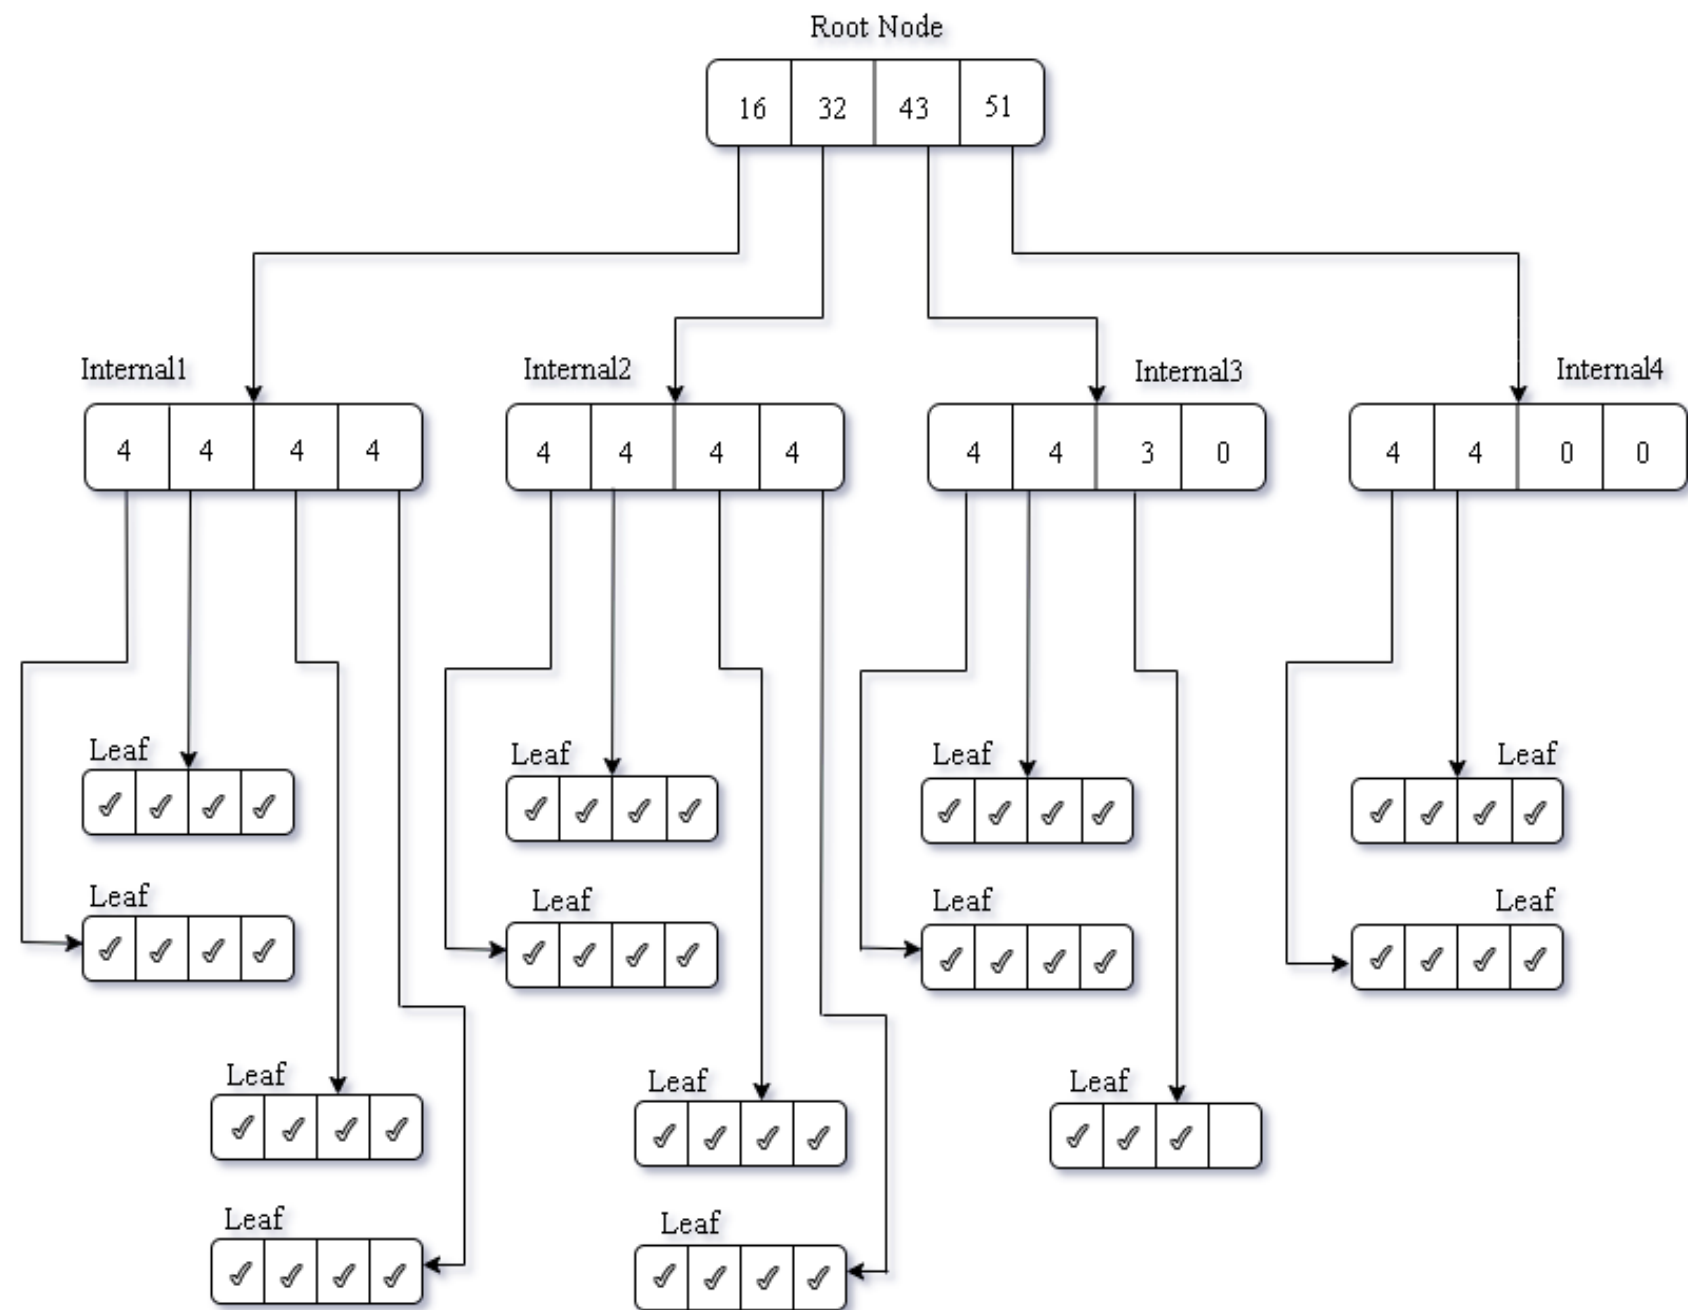 Root Node
16 32 43 51
Internal1 Internal2 Internal3 Internal4
4 4 4 4 4 4 4 4 4 4 3 0 4 4 0 0
Leaf Leaf Leaf Leaf
Leaf Leaf Leaf Leaf
Leaf Leaf Leaf
Leaf Leaf